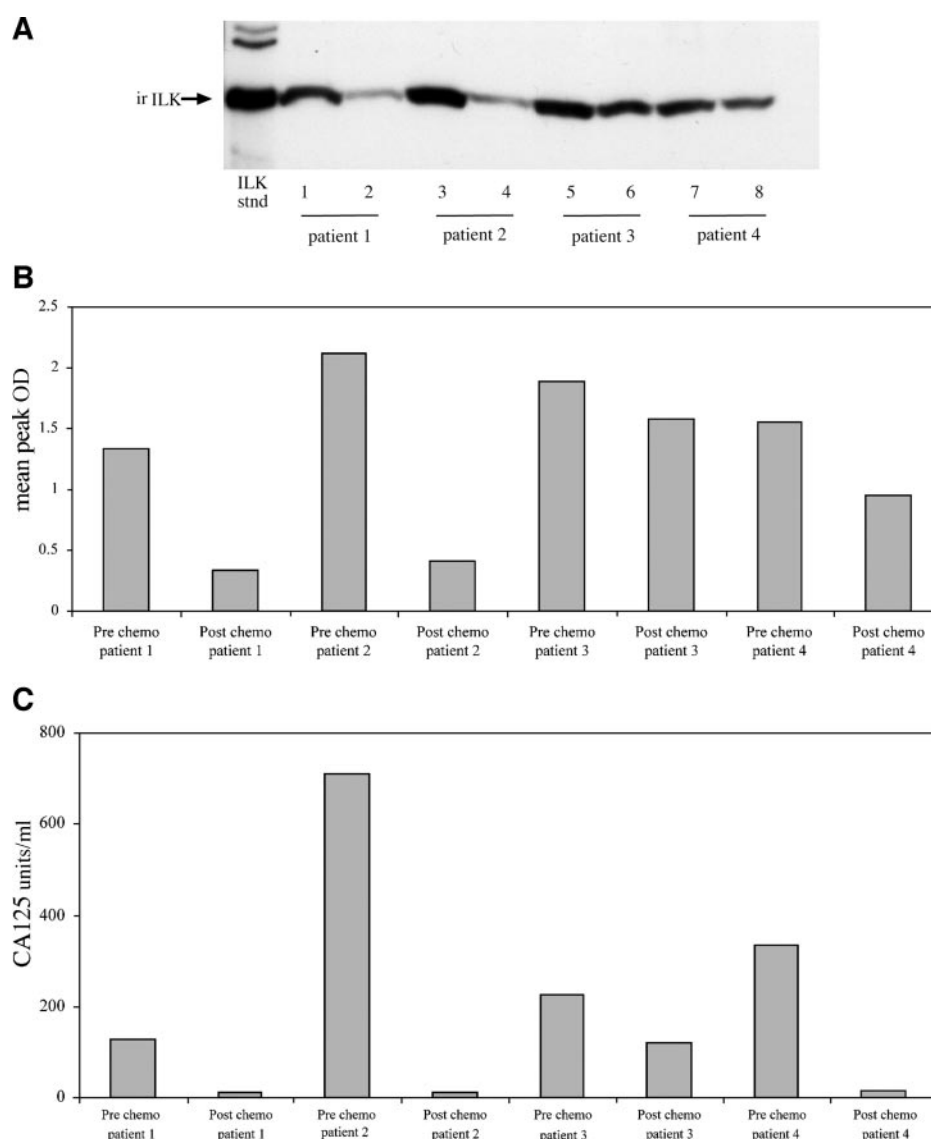 A
ir ILK
ILK
stnd
1 2 3 4 5 6 7 8
patient 1 patient 2 patient 3 patient 4
B
mean peak OD
2.5
2
1.5
1
0.5
0
Pre chemo Post chemo Pre chemo Post chemo Pre chemo Post chemo Pre chemo Post chemo
patient 1 patient 1 patient 2 patient 2 patient 3 patient 3 patient 4 patient 4
C
CA125 units/ml
800
600
400
200
0
Pre chemo Post chemo Pre chemo Post chemo Pre chemo Post chemo Pre chemo Post chemo
patient 1 patient 1 patient 2 patient 2 patient 3 patient 3 patient 4 patient 4